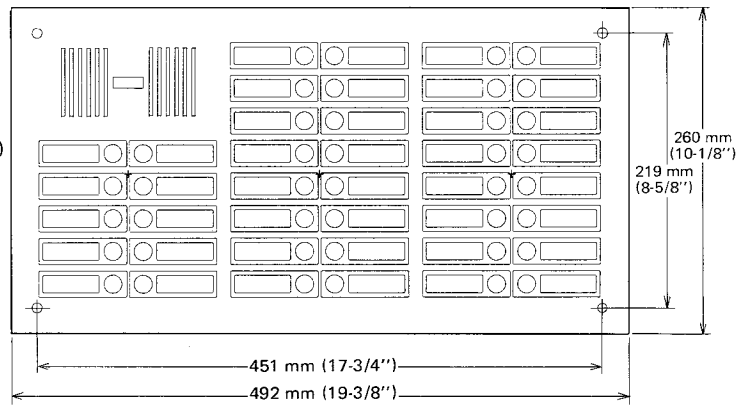 )
260 mm
(10-1/8'')
219 mm
(8-5/8'')
451 mm (17-3/4'')
492 mm (19-3/8'')